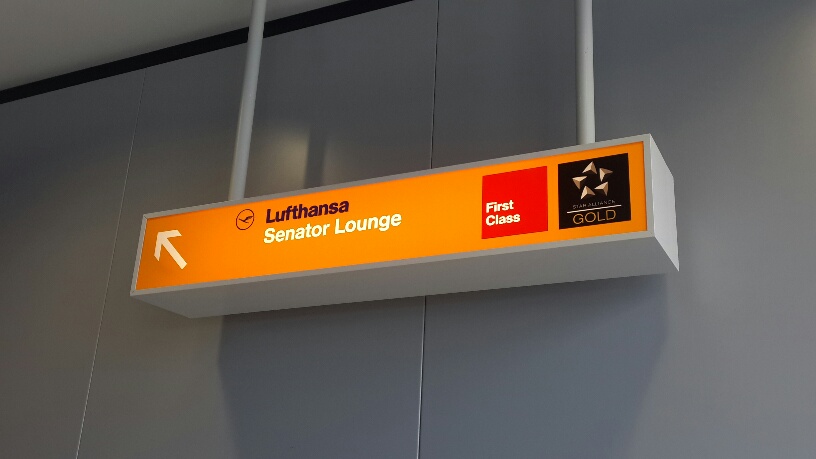 Lufthansa
Senator Lounge
First
Class
STAR ALLIANCE
GOLD